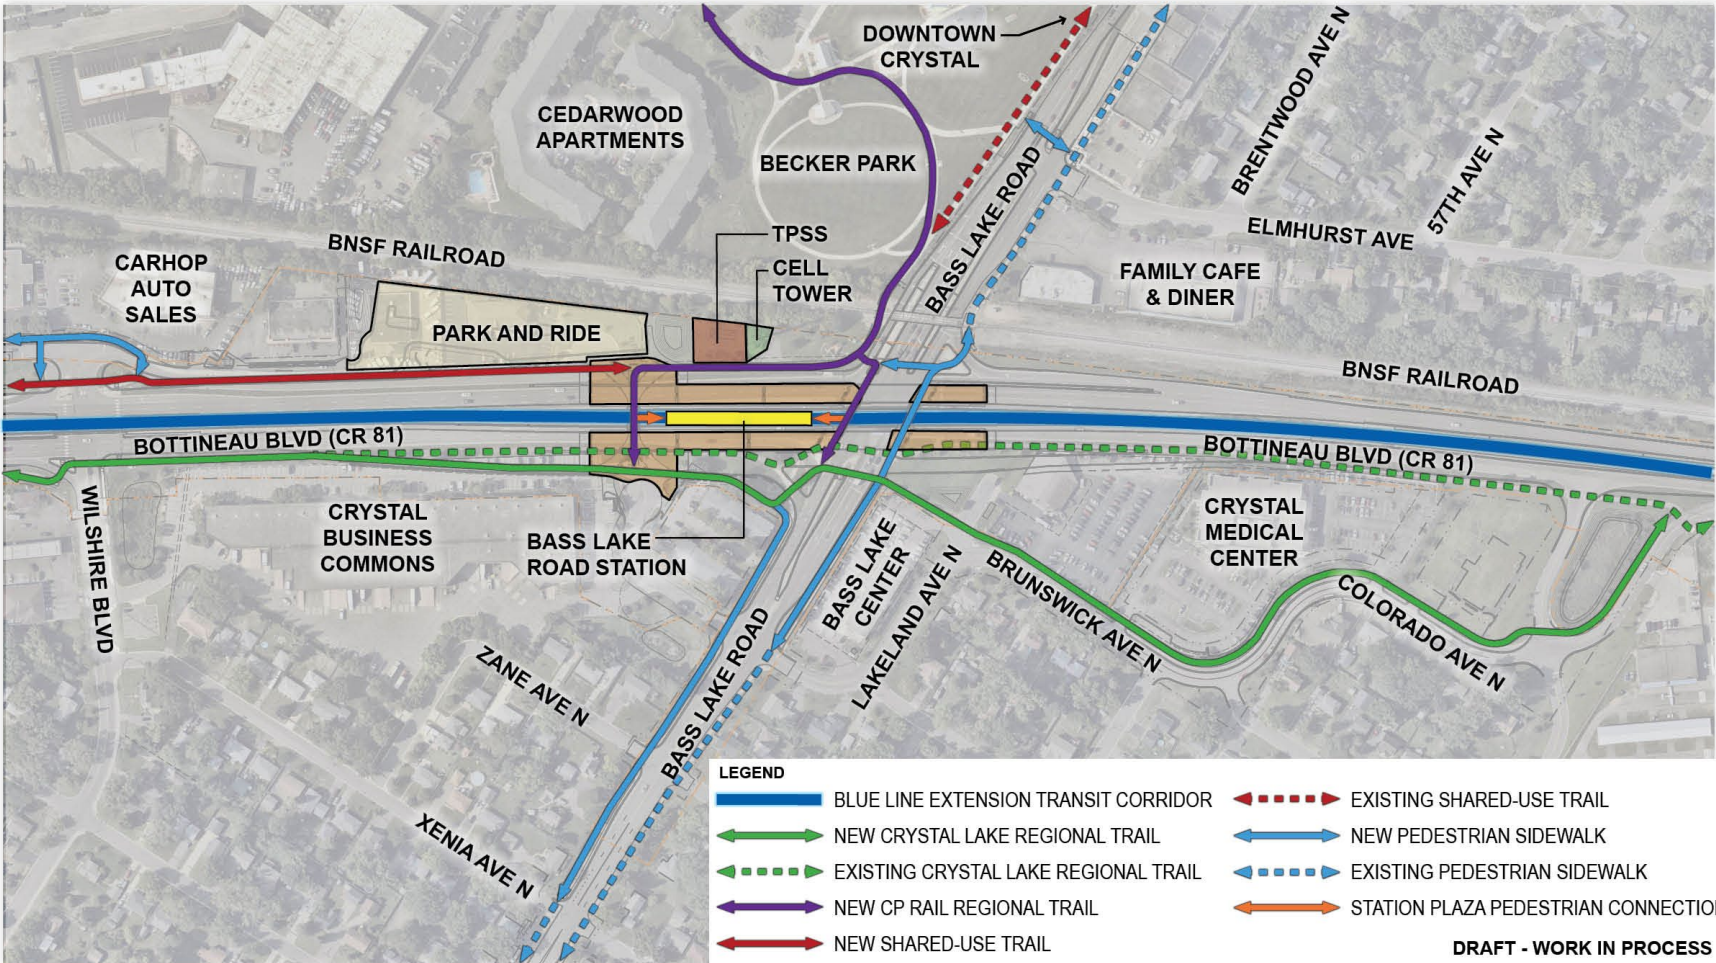 DOWNTOWN
CRYSTAL
BRENTWOOD AVE N
CEDARWOOD
APARTMENTS
BECKER PARK
57TH AVE N
BASS LAKE ROAD
ELMHURST AVE
TPSS
BNSF RAILROAD
CARHOP
AUTO
SALES
CELL
TOWER
FAMILY CAFE
& DINER
PARK AND RIDE
BNSF RAILROAD
BOTTINEAU BLVD (CR 81)
BOTTINEAU BLVD (CR 81)
WILSHIRE BLVD
CRYSTAL
BUSINESS
COMMONS
BASS LAKE
ROAD STATION
BASS LAKE
CENTER
LAKELAND AVE N
BRUNSWICK AVE N
CRYSTAL
MEDICAL
CENTER
COLORADO AVE N
ZANE AVE N
BASS LAKE ROAD
XENIA AVE N
LEGEND
BLUE LINE EXTENSION TRANSIT CORRIDOR
NEW CRYSTAL LAKE REGIONAL TRAIL
EXISTING CRYSTAL LAKE REGIONAL TRAIL
NEW CP RAIL REGIONAL TRAIL
NEW SHARED-USE TRAIL
EXISTING SHARED-USE TRAIL
NEW PEDESTRIAN SIDEWALK
EXISTING PEDESTRIAN SIDEWALK
STATION PLAZA PEDESTRIAN CONNECTIO
DRAFT - WORK IN PROCESS